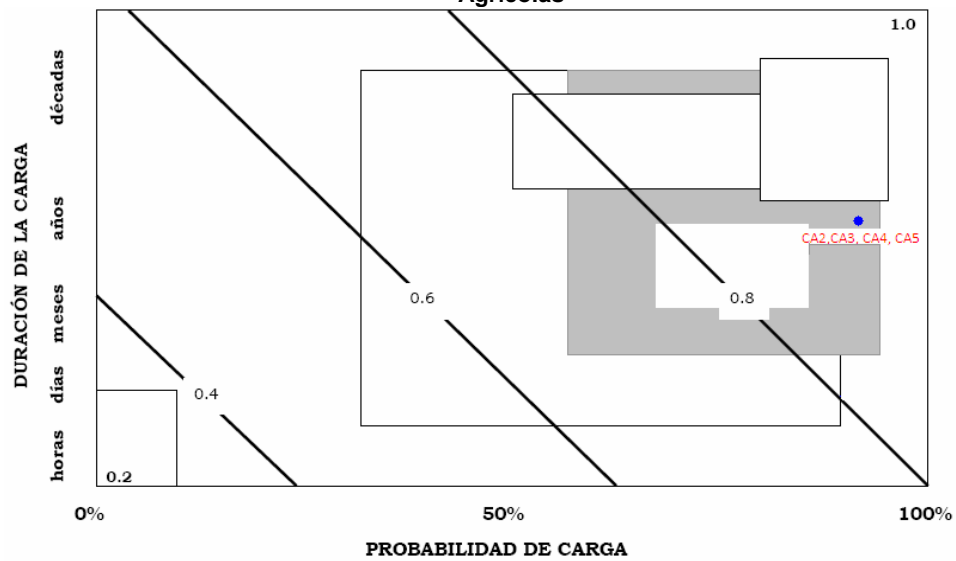 Agrícolas
1.0
décadas
años
meses
días
horas
DURACIÓN DE LA CARGA
CA2,CA3, CA4, CA5
0.6
0.8
0.4
0.2
0%
50%
100%
PROBABILIDAD DE CARGA